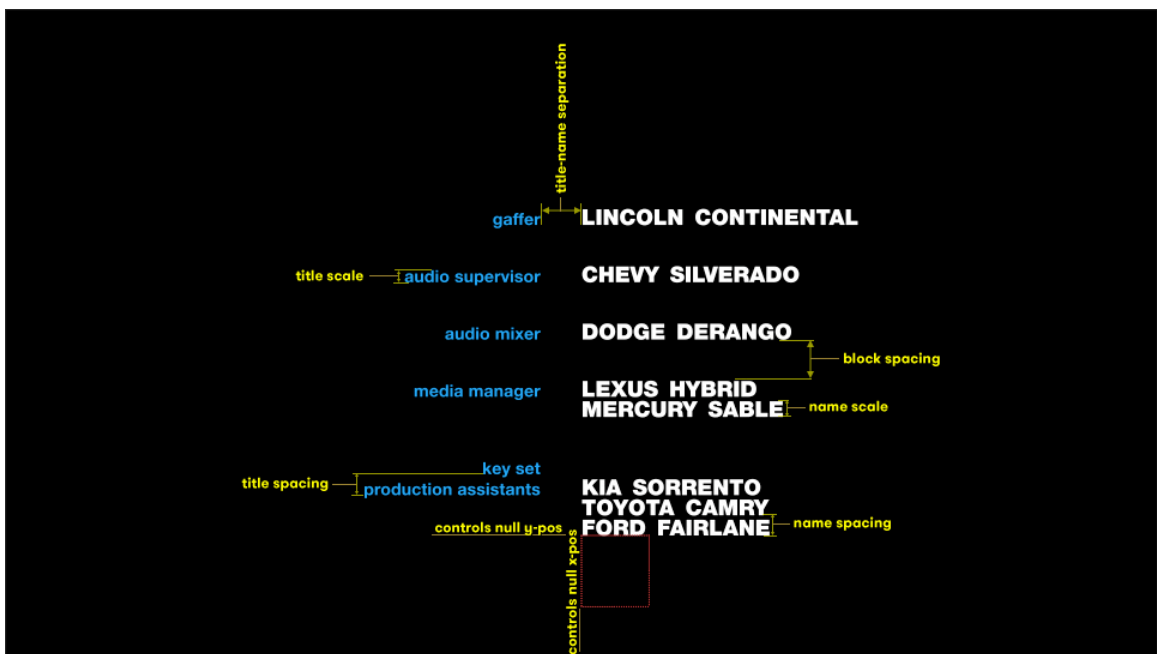 title-name separation
gaffer LINCOLN CONTINENTAL
title scale audio supervisor CHEVY SILVERADO
audio mixer DODGE DERANGO
block spacing
media manager LEXUS HYBRID
MERCURY SABLE name scale
key set
title spacing production assistants KIA SORRENTO
TOYOTA CAMRY
controls null y-pos FORD FAIRLANE name spacing
controls null x-pos